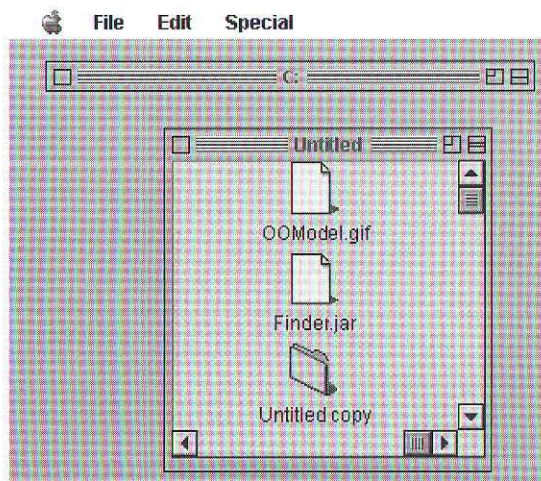 File Edit Special
C:
Untitled
OOModel.gif
Finder.jar
Untitled copy